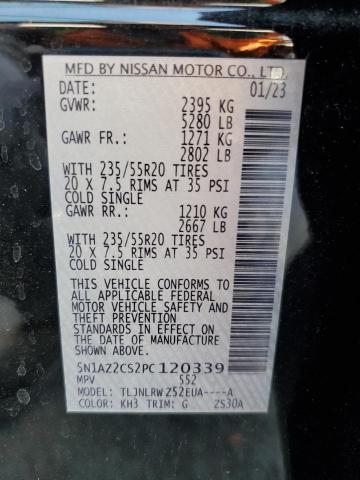 MFD BY NISSAN MOTOR CO., LTD.
DATE: 01/23
GVWR: 2395 KG
5280 LB
GAWR FR.: 1271 KG
2802 LB
WITH 235/55R20 TIRES
20 X 7.5 RIMS AT 35 PSI
COLD SINGLE
GAWR RR.: 1210 KG
2667 LB
WITH 235/55R20 TIRES
20 X 7.5 RIMS AT 35 PSI
COLD SINGLE
THIS VEHICLE CONFORMS TO
ALL APPLICABLE FEDERAL
MOTOR VEHICLE SAFETY
AND THEFT PREVENTION
STANDARDS IN EFFECT ON
THE DATE OF MANUFACTURE
SHOWN ABOVE.
5N1AZ2CS2PC120339
MPV 552
MODEL: TLJNLRWZ52EUA----A
COLOR: KH3 TRIM: G ZS30A